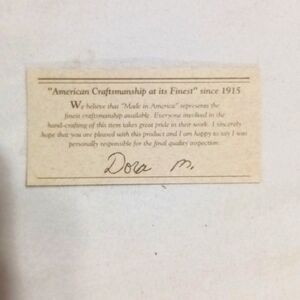 "American Craftsmanship at its Finest" since 1915
We believe that "Made in America" represents the
finest craftsmanship available. Everyone involved in the
hand-crafting of this item takes great pride in their work. I sincerely
hope that you are pleased with this product and I am happy to say I was
personally responsible for the final quality inspection.
Dora m.